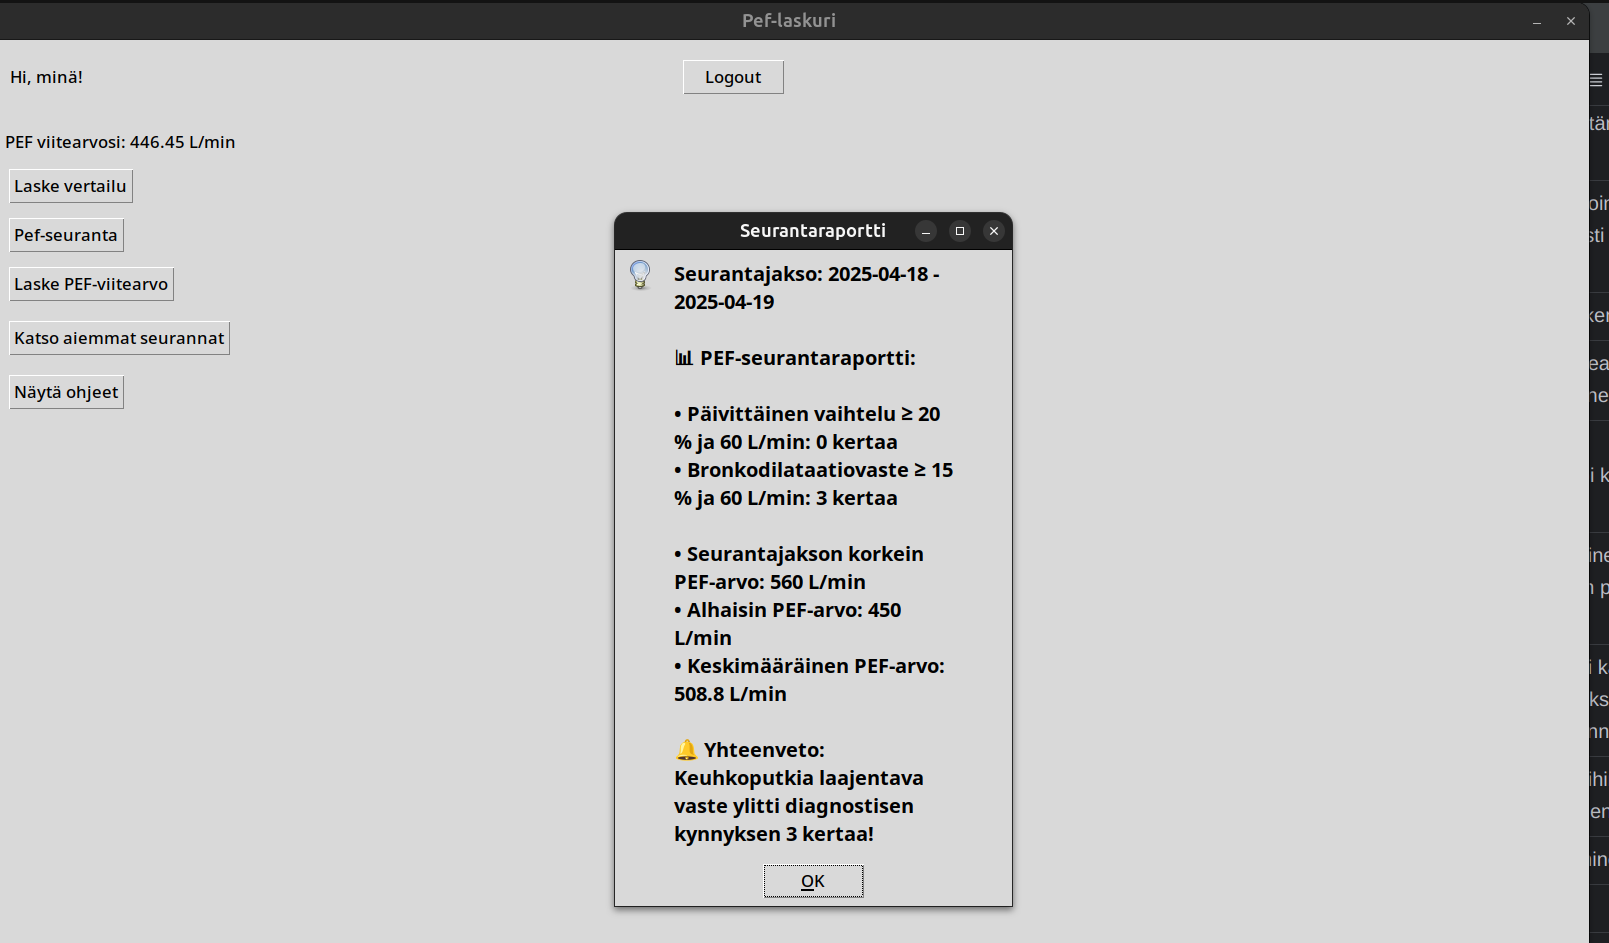 Pef-laskuri
Hi, minä!
Logout
PEF viitearvosi: 446.45 L/min
Laske vertailu
Pef-seuranta
Laske PEF-viitearvo
Katso aiemmat seurannat
Näytä ohjeet
Seurantaraportti
Seurantajakso: 2025-04-18 -
2025-04-19
📊 PEF-seurantaraportti:
• Päivittäinen vaihtelu ≥ 20
% ja 60 L/min: 0 kertaa
• Bronkodilataatiovaste ≥ 15
% ja 60 L/min: 3 kertaa
• Seurantajakson korkein
PEF-arvo: 560 L/min
• Alhaisin PEF-arvo: 450
L/min
• Keskimääräinen PEF-arvo:
508.8 L/min
🔔 Yhteenveto:
Keuhkoputkia laajentava
vaste ylitti diagnostisen
kynnyksen 3 kertaa!
OK